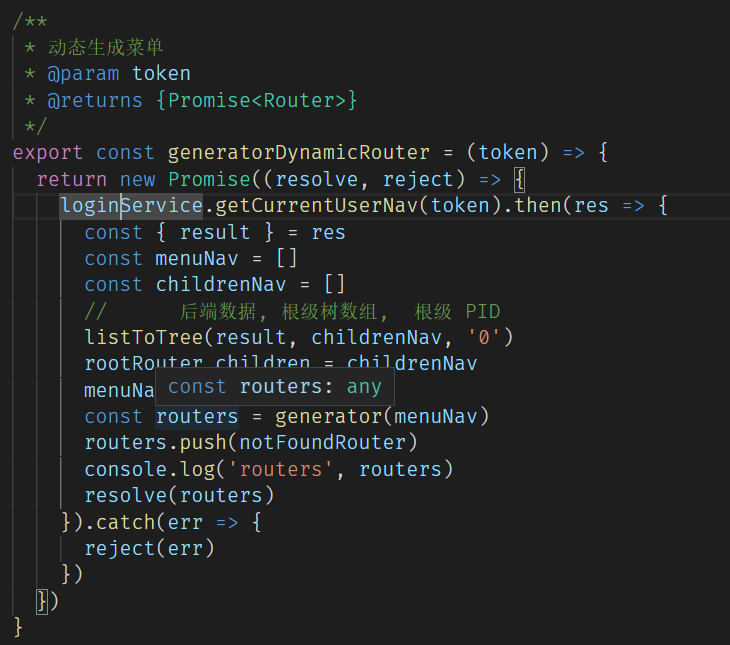 /**
 * 动态生成菜单
 * @param token
 * @returns {Promise<Router>}
 */
export const generatorDynamicRouter = (token) => {
  return new Promise((resolve, reject) => {
    loginService.getCurrentUserNav(token).then(res => {
      const { result } = res
      const menuNav = []
      const childrenNav = []
      //      后端数据, 根级树数组,  根级 PID
      listToTree(result, childrenNav, '0')
      rootRouter.children = childrenNav
      menuNa
const routers: any
      const routers = generator(menuNav)
      routers.push(notFoundRouter)
      console.log('routers', routers)
      resolve(routers)
    }).catch(err => {
      reject(err)
    })
  })
}